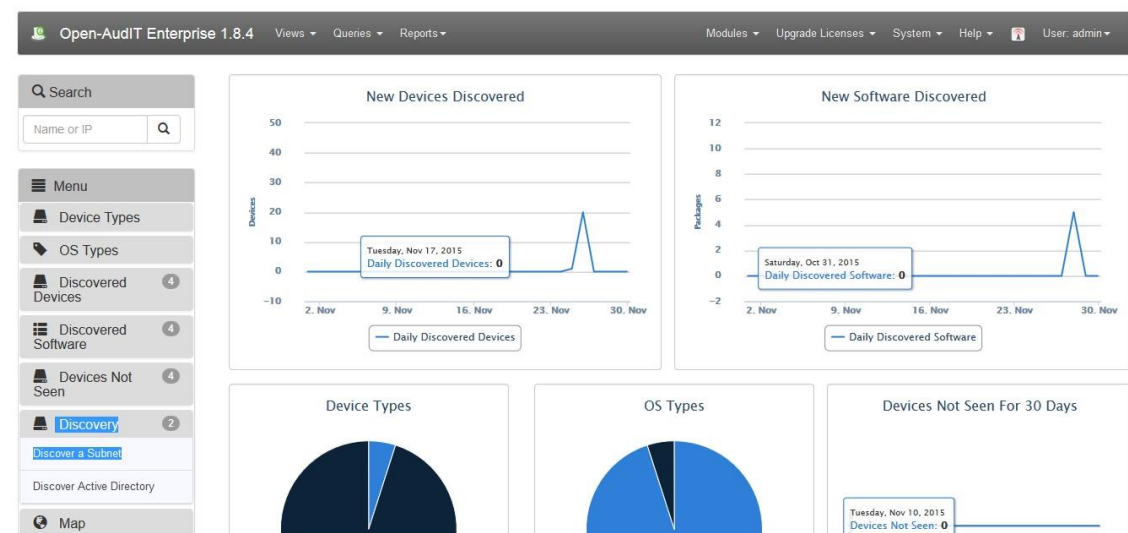 Open-AudIT Enterprise 1.8.4 Views Queries Reports Modules Upgrade Licenses System Help User: admin
Search
Name or IP
Menu
Device Types
OS Types
Discovered Devices 4
Discovered Software 4
Devices Not Seen 4
Discovery 2
Discover a Subnet
Discover Active Directory
Map
New Devices Discovered
50
40
30
20
10
0
-10
Devices
Tuesday, Nov 17, 2015
Daily Discovered Devices: 0
2. Nov 9. Nov 16. Nov 23. Nov 30. Nov
Daily Discovered Devices
New Software Discovered
12
10
8
6
4
2
0
-2
Packages
Saturday, Oct 31, 2015
Daily Discovered Software: 0
2. Nov 9. Nov 16. Nov 23. Nov 30. Nov
Daily Discovered Software
Device Types
OS Types
Devices Not Seen For 30 Days
Tuesday, Nov 10, 2015
Devices Not Seen: 0